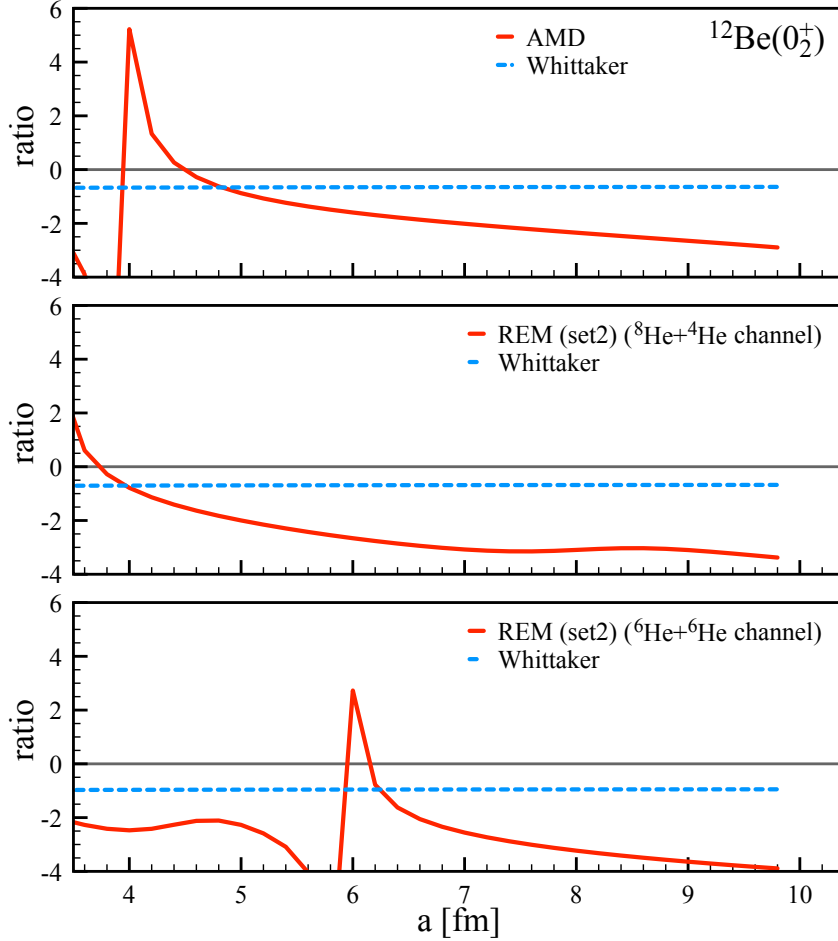 6
4
2
0
-2
-4
ratio
AMD
Whittaker
¹²Be(0₂⁺)
6
4
2
0
-2
-4
ratio
REM (set2) (⁸He+⁴He channel)
Whittaker
6
4
2
0
-2
-4
ratio
REM (set2) (⁶He+⁶He channel)
Whittaker
4 5 6 7 8 9 10
a [fm]